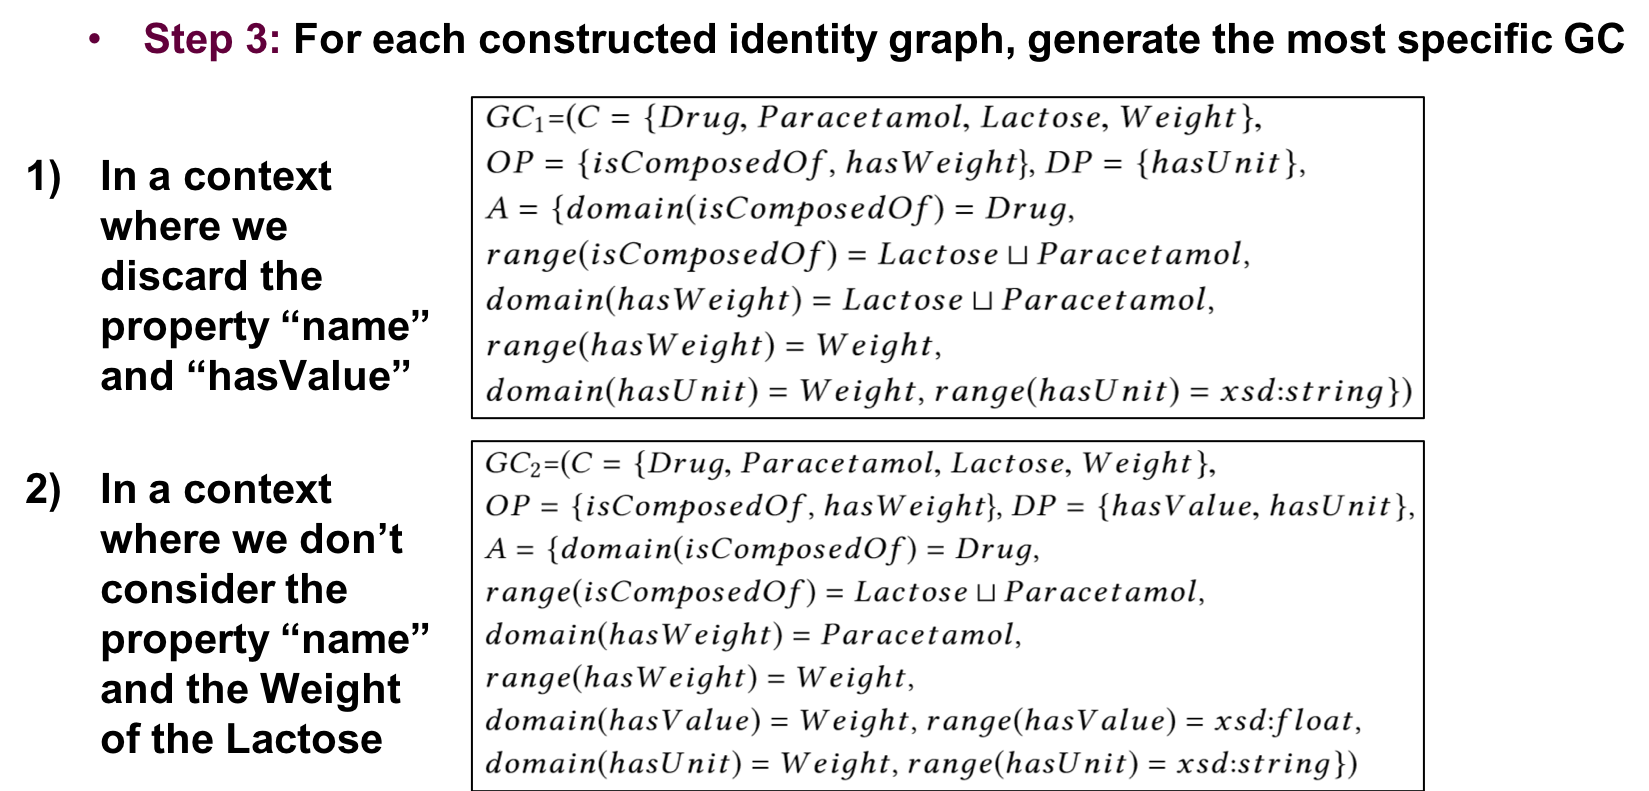 • Step 3: For each constructed identity graph, generate the most specific GC
1) In a context
where we
discard the
property “name”
and “hasValue”
GC₁=(C = {Drug, Paracetamol, Lactose, Weight},
OP = {isComposedOf, hasWeight}, DP = {hasUnit},
A = {domain(isComposedOf) = Drug,
range(isComposedOf) = Lactose ⊔ Paracetamol,
domain(hasWeight) = Lactose ⊔ Paracetamol,
range(hasWeight) = Weight,
domain(hasUnit) = Weight, range(hasUnit) = xsd:string})
2) In a context
where we don’t
consider the
property “name”
and the Weight
of the Lactose
GC₂=(C = {Drug, Paracetamol, Lactose, Weight},
OP = {isComposedOf, hasWeight}, DP = {hasValue, hasUnit},
A = {domain(isComposedOf) = Drug,
range(isComposedOf) = Lactose ⊔ Paracetamol,
domain(hasWeight) = Paracetamol,
range(hasWeight) = Weight,
domain(hasValue) = Weight, range(hasValue) = xsd:float,
domain(hasUnit) = Weight, range(hasUnit) = xsd:string})